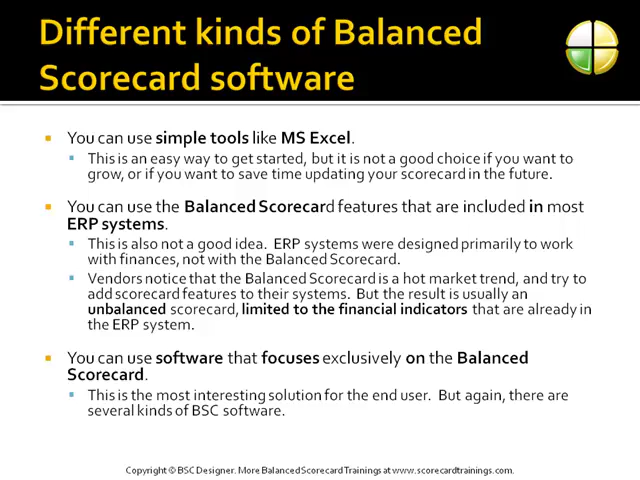 Different kinds of Balanced
Scorecard software
You can use simple tools like MS Excel.
This is an easy way to get started, but it is not a good choice if you want to
grow, or if you want to save time updating your scorecard in the future.
You can use the Balanced Scorecard features that are included in most
ERP systems.
This is also not a good idea. ERP systems were designed primarily to work
with finances, not with the Balanced Scorecard.
Vendors notice that the Balanced Scorecard is a hot market trend, and try to
add scorecard features to their systems. But the result is usually an
unbalanced scorecard, limited to the financial indicators that are already in
the ERP system.
You can use software that focuses exclusively on the Balanced
Scorecard.
This is the most interesting solution for the end user. But again, there are
several kinds of BSC software.
Copyright © BSC Designer. More Balanced Scorecard Trainings at www.scorecardtrainings.com.